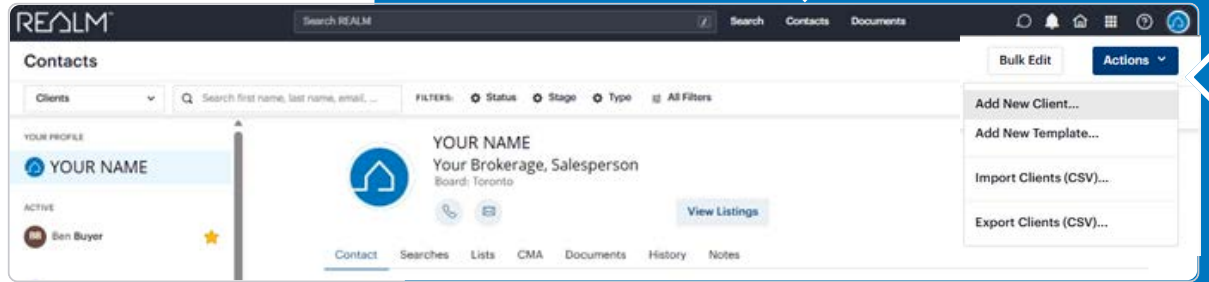 REALM
Search REALM / Search Contacts Documents
Contacts
Bulk Edit Actions
Clients Search first name, last name, email, ... FILTERS: Status Stage Type All Filters
Add New Client...
Add New Template...
Import Clients (CSV)...
Export Clients (CSV)...
YOUR PROFILE
YOUR NAME
ACTIVE
BB Ben Buyer
YOUR NAME
Your Brokerage, Salesperson
Board: Toronto
View Listings
Contact Searches Lists CMA Documents History Notes